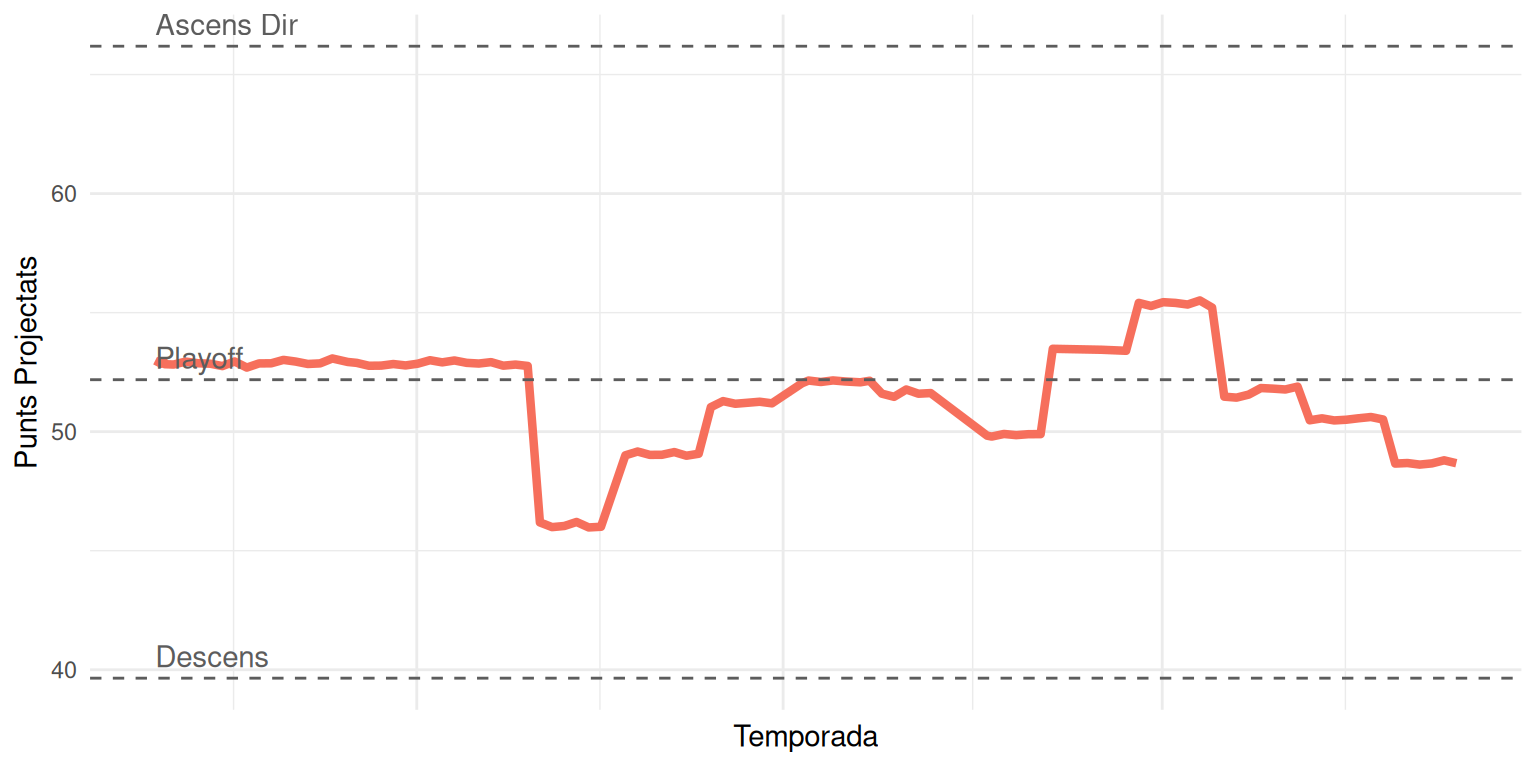 Ascens Dir
60
Playoff
50
Descens
40
Punts Projectats
Temporada